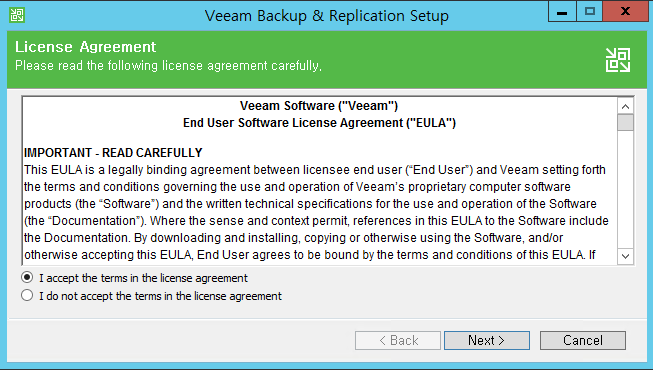 Veeam Backup & Replication Setup
License Agreement
Please read the following license agreement carefully.
Veeam Software ("Veeam")
End User Software License Agreement ("EULA")
IMPORTANT - READ CAREFULLY
This EULA is a legally binding agreement between licensee end user (“End User”) and Veeam setting forth
the terms and conditions governing the use and operation of Veeam’s proprietary computer software
products (the “Software”) and the written technical specifications for the use and operation of the Software
(the “Documentation”). Where the sense and context permit, references in this EULA to the Software include
the Documentation. By downloading and installing, copying or otherwise using the Software, and/or
otherwise accepting this EULA, End User agrees to be bound by the terms and conditions of this EULA. If
I accept the terms in the license agreement
I do not accept the terms in the license agreement
< Back
Next >
Cancel